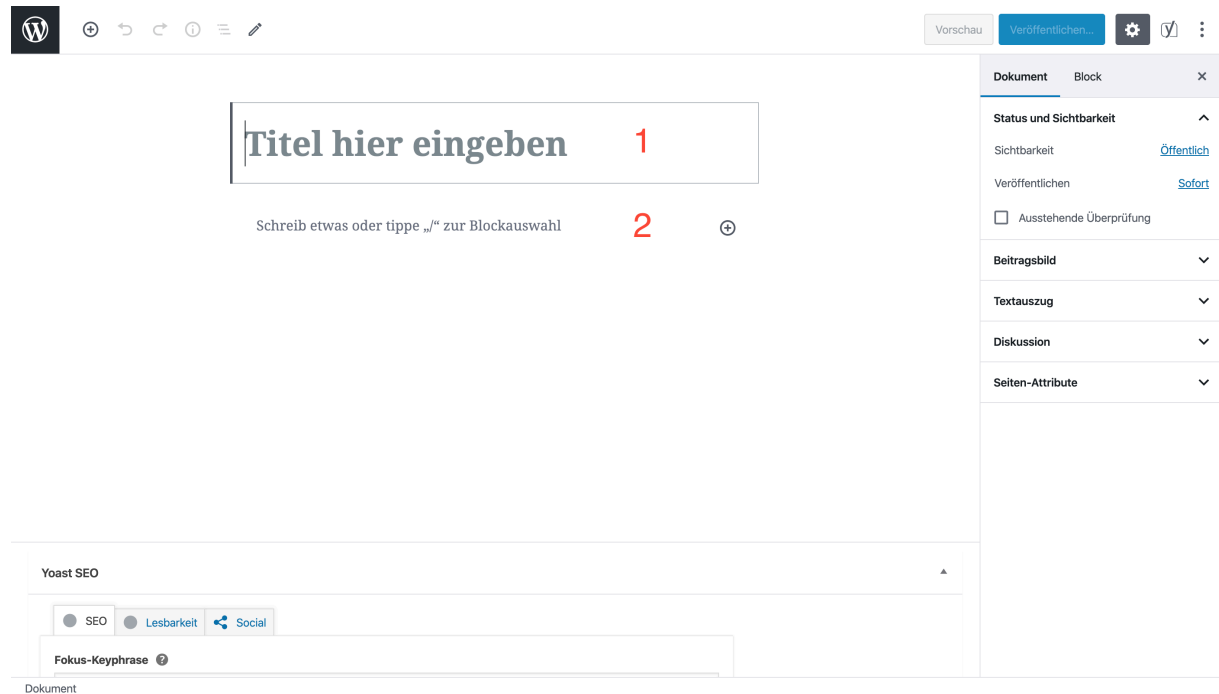 Vorschau
Veröffentlichen...
Dokument
Block
Titel hier eingeben
1
Status und Sichtbarkeit
Sichtbarkeit
Öffentlich
Veröffentlichen
Sofort
Schreib etwas oder tippe „/“ zur Blockauswahl
2
Ausstehende Überprüfung
Beitragsbild
Textauszug
Diskussion
Seiten-Attribute
Yoast SEO
SEO
Lesbarkeit
Social
Fokus-Keyphrase
Dokument